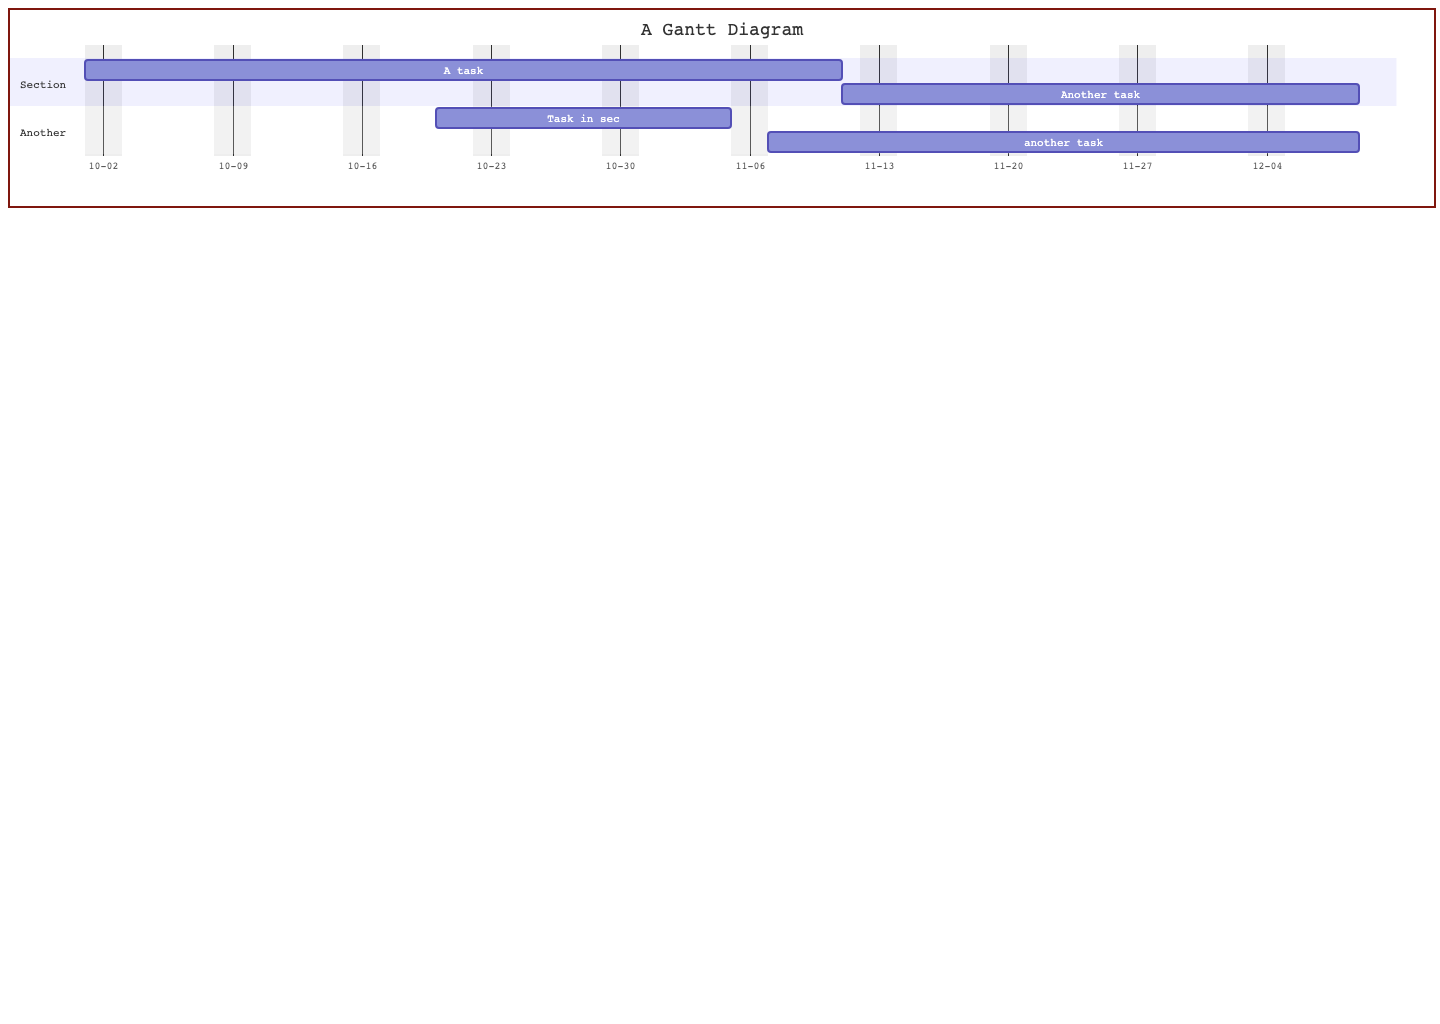 A Gantt Diagram
A task
Section
Another task
Task in sec
Another
another task
10-02 10-09 10-16 10-23 10-30 11-06 11-13 11-20 11-27 12-04